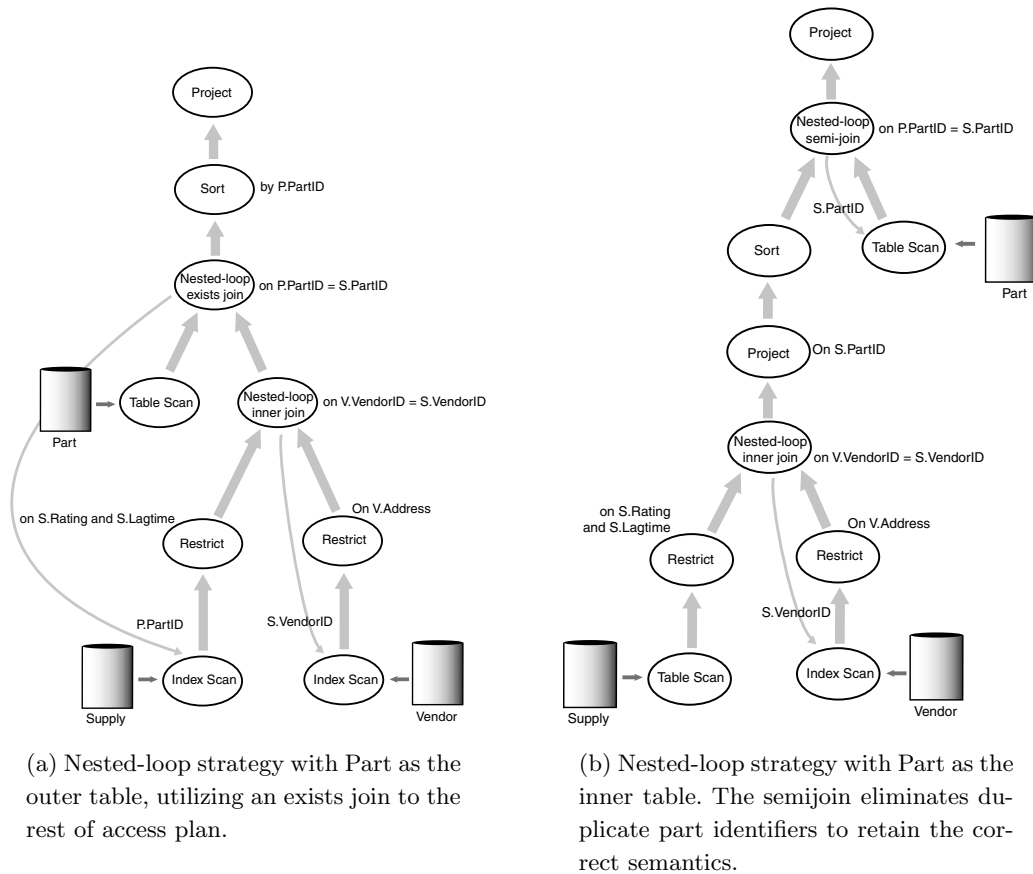 Project
Sort
by P.PartID
Nested-loop
exists join
on P.PartID = S.PartID
Part
Table Scan
Nested-loop
inner join
on V.VendorID = S.VendorID
on S.Rating and S.Lagtime
Restrict
On V.Address
Restrict
P.PartID
S.VendorID
Supply
Index Scan
Index Scan
Vendor
(a) Nested-loop strategy with Part as the
outer table, utilizing an exists join to the
rest of access plan.
Project
Nested-loop
semi-join
on P.PartID = S.PartID
S.PartID
Sort
Table Scan
Part
Project
On S.PartID
Nested-loop
inner join
on V.VendorID = S.VendorID
on S.Rating
and S.Lagtime
Restrict
On V.Address
Restrict
S.VendorID
Supply
Table Scan
Index Scan
Vendor
(b) Nested-loop strategy with Part as the
inner table. The semijoin eliminates du-
plicate part identifiers to retain the cor-
rect semantics.